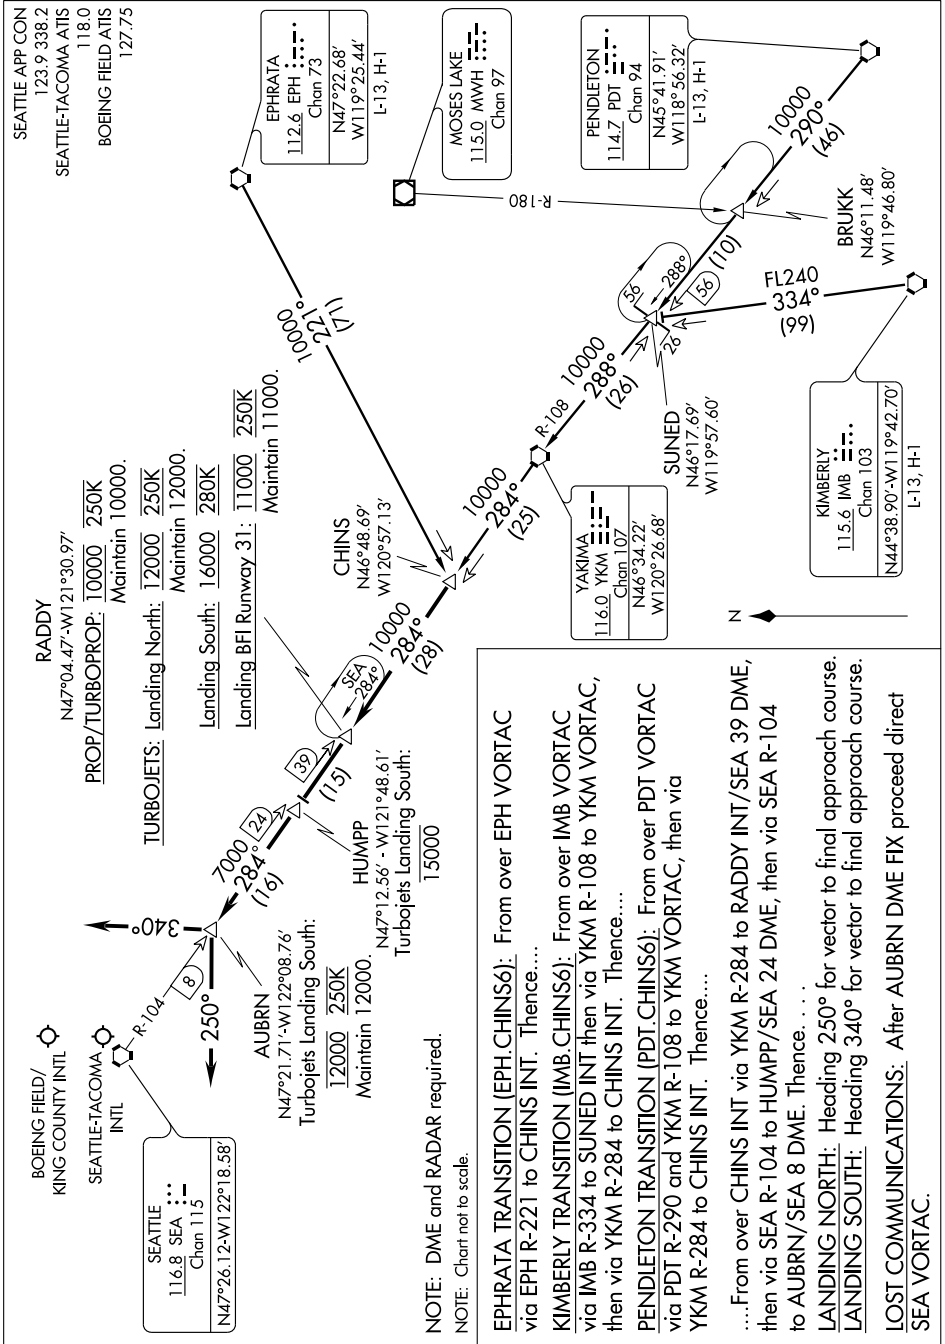 SEATTLE APP CON
123.9 338.2
SEATTLE-TACOMA ATIS
118.0
BOEING FIELD ATIS
127.75
BOEING FIELD/
KING COUNTY INTL
SEATTLE-TACOMA
INTL
SEATTLE
116.8 SEA
Chan 115
N47°26.12-W122°18.58′
R-104
8
340°
250°
AUBRN
N47°21.71′-W122°08.76′
Turbojets Landing South:
12000 250K
Maintain 12000.
7000
284°
(16)
24
HUMPP
N47°12.56′ - W121°48.61′
Turbojets Landing South:
15000
39
(15)
RADDY
N47°04.47′-W121°30.97′
PROP/TURBOPROP: 10000 250K
Maintain 10000.
TURBOJETS: Landing North: 12000 250K
Maintain 12000.
Landing South: 16000 280K
Landing BFI Runway 31: 11000 250K
Maintain 11000.
SEA
284°
10000
284°
(28)
CHINS
N46°48.69′
W120°57.13′
10000
221°
(71)
EPHRATA
112.6 EPH
Chan 73
N47°22.68′
W119°25.44′
L-13, H-1
MOSES LAKE
115.0 MWH
Chan 97
R-180
PENDLETON
114.7 PDT
Chan 94
N45°41.91′
W118°56.32′
L-13, H-1
10000
290°
(46)
BRUKK
N46°11.48′
W119°46.80′
(10)
56
56
288°
26
FL240
334°
(99)
SUNED
N46°17.69′
W119°57.60′
10000
288°
(26)
R-108
10000
284°
(25)
YAKIMA
116.0 YKM
Chan 107
N46°34.22′
W120°26.68′
KIMBERLY
115.6 IMB
Chan 103
N44°38.90′-W119°42.70′
L-13, H-1
N
NOTE: DME and RADAR required.
NOTE: Chart not to scale.
EPHRATA TRANSITION (EPH.CHINS6): From over EPH VORTAC
via EPH R-221 to CHINS INT. Thence....
KIMBERLY TRANSITION (IMB.CHINS6): From over IMB VORTAC
via IMB R-334 to SUNED INT then via YKM R-108 to YKM VORTAC,
then via YKM R-284 to CHINS INT. Thence....
PENDLETON TRANSITION (PDT.CHINS6): From over PDT VORTAC
via PDT R-290 and YKM R-108 to YKM VORTAC, then via
YKM R-284 to CHINS INT. Thence....
....From over CHINS INT via YKM R-284 to RADDY INT/SEA 39 DME,
then via SEA R-104 to HUMPP/SEA 24 DME, then via SEA R-104
to AUBRN/SEA 8 DME. Thence. . . .
LANDING NORTH: Heading 250° for vector to final approach course.
LANDING SOUTH: Heading 340° for vector to final approach course.
LOST COMMUNICATIONS: After AUBRN DME FIX proceed direct
SEA VORTAC.